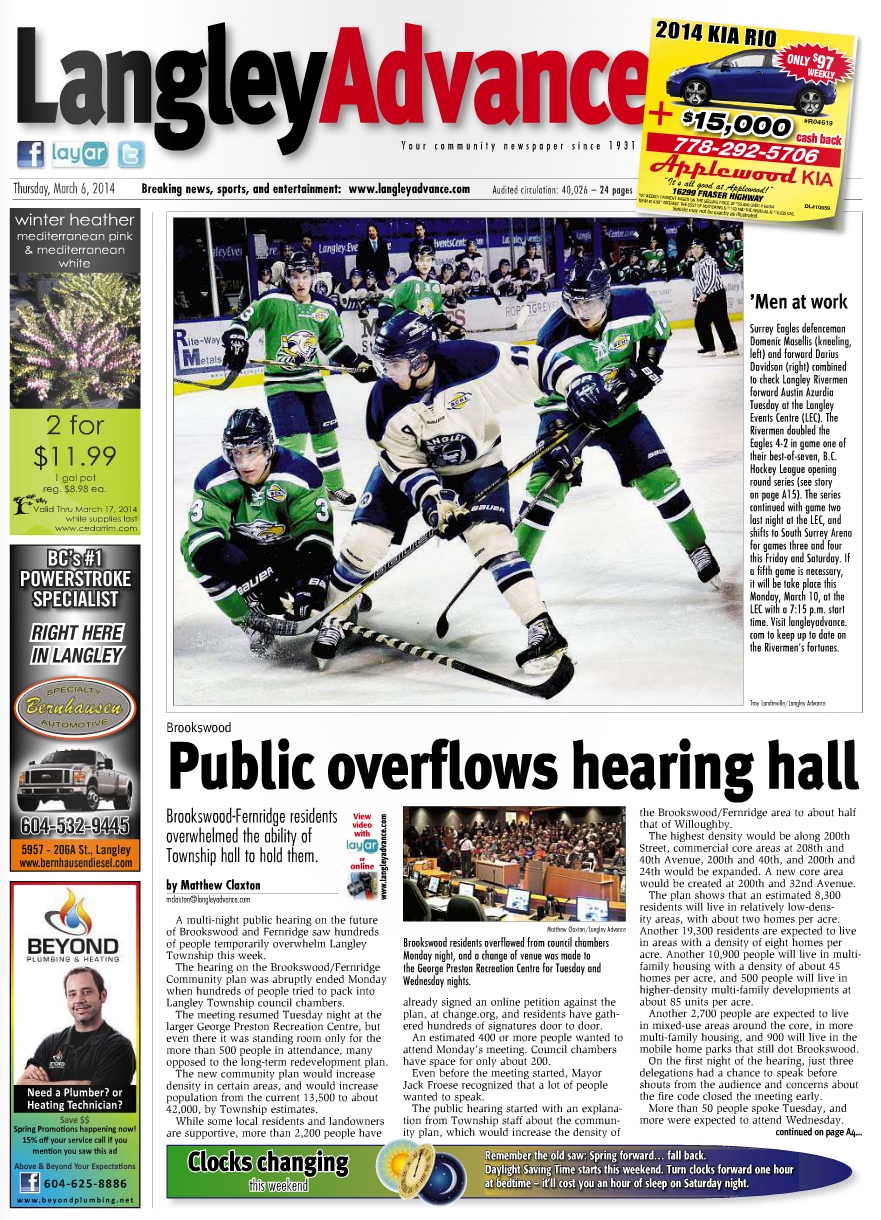 LangleyAdvance
Your community newspaper since 1931
layar
2014 KIA RIO
ONLY $97
WEEKLY
#R04619
+ $15,000
cash back
778-292-5706
Applewood KIA
"It's all good at Applewood!"
16299 FRASER HIGHWAY
DL#10859
Thursday, March 6, 2014
Breaking news, sports, and entertainment: www.langleyadvance.com
Audited circulation: 40,026 – 24 pages
winter heather
mediterranean pink
& mediterranean
white
2 for
$11.99
1 gal pot
reg. $8.98 ea.
Valid Thru March 17, 2014
while supplies last
www.cedarrim.com
BC's #1
POWERSTROKE
SPECIALIST
RIGHT HERE
IN LANGLEY
SPECIALTY
Bernhausen
AUTOMOTIVE
604-532-9445
5957 - 206A St., Langley
www.bernhausendiesel.com
BEYOND
PLUMBING & HEATING
Need a Plumber? or
Heating Technician?
Save $$
Spring Promotions happening now!
15% off your service call if you
mention you saw this ad
Above & Beyond Your Expectations
604-625-8886
www.beyondplumbing.net
Rite-Way
Metals
LANGLEY
BAUER
'Men at work
Surrey Eagles defenceman
Domenic Masellis (kneeling,
left) and forward Darius
Davidson (right) combined
to check Langley Rivermen
forward Austin Azurdia
Tuesday at the Langley
Events Centre (LEC). The
Rivermen doubled the
Eagles 4-2 in game one of
their best-of-seven, B.C.
Hockey League opening
round series (see story
on page A15). The series
continued with game two
last night at the LEC, and
shifts to South Surrey Arena
for games three and four
this Friday and Saturday. If
a fifth game is necessary,
it will be take place this
Monday, March 10, at the
LEC with a 7:15 p.m. start
time. Visit langleyadvance.
com to keep up to date on
the Rivermen's fortunes.
Troy Landreville/Langley Advance
Brookswood
Public overflows hearing hall
Brookswood-Fernridge residents
overwhelmed the ability of
Township hall to hold them.
View
video
with
layar
or
online
www.langleyadvance.com
by Matthew Claxton
mclaxton@langleyadvance.com
A multi-night public hearing on the future
of Brookswood and Fernridge saw hundreds
of people temporarily overwhelm Langley
Township this week.
The hearing on the Brookswood/Fernridge
Community plan was abruptly ended Monday
when hundreds of people tried to pack into
Langley Township council chambers.
The meeting resumed Tuesday night at the
larger George Preston Recreation Centre, but
even there it was standing room only for the
more than 500 people in attendance, many
opposed to the long-term redevelopment plan.
The new community plan would increase
density in certain areas, and would increase
population from the current 13,500 to about
42,000, by Township estimates.
While some local residents and landowners
are supportive, more than 2,200 people have
Matthew Claxton/Langley Advance
Brookswood residents overflowed from council chambers
Monday night, and a change of venue was made to
the George Preston Recreation Centre for Tuesday and
Wednesday nights.
already signed an online petition against the
plan, at change.org, and residents have gath-
ered hundreds of signatures door to door.
An estimated 400 or more people wanted to
attend Monday's meeting. Council chambers
have space for only about 200.
Even before the meeting started, Mayor
Jack Froese recognized that a lot of people
wanted to speak.
The public hearing started with an explana-
tion from Township staff about the commun-
ity plan, which would increase the density of
the Brookswood/Fernridge area to about half
that of Willoughby.
The highest density would be along 200th
Street, commercial core areas at 208th and
40th Avenue, 200th and 40th, and 200th and
24th would be expanded. A new core area
would be created at 200th and 32nd Avenue.
The plan shows that an estimated 8,300
residents will live in relatively low-dens-
ity areas, with about two homes per acre.
Another 19,300 residents are expected to live
in areas with a density of eight homes per
acre. Another 10,900 people will live in multi-
family housing with a density of about 45
homes per acre, and 500 people will live in
higher-density multi-family developments at
about 85 units per acre.
Another 2,700 people are expected to live
in mixed-use areas around the core, in more
multi-family housing, and 900 will live in the
mobile home parks that still dot Brookswood.
On the first night of the hearing, just three
delegations had a chance to speak before
shouts from the audience and concerns about
the fire code closed the meeting early.
More than 50 people spoke Tuesday, and
more were expected to attend Wednesday.
continued on page A4...
Clocks changing
this weekend
Remember the old saw: Spring forward… fall back.
Daylight Saving Time starts this weekend. Turn clocks forward one hour
at bedtime – it'll cost you an hour of sleep on Saturday night.